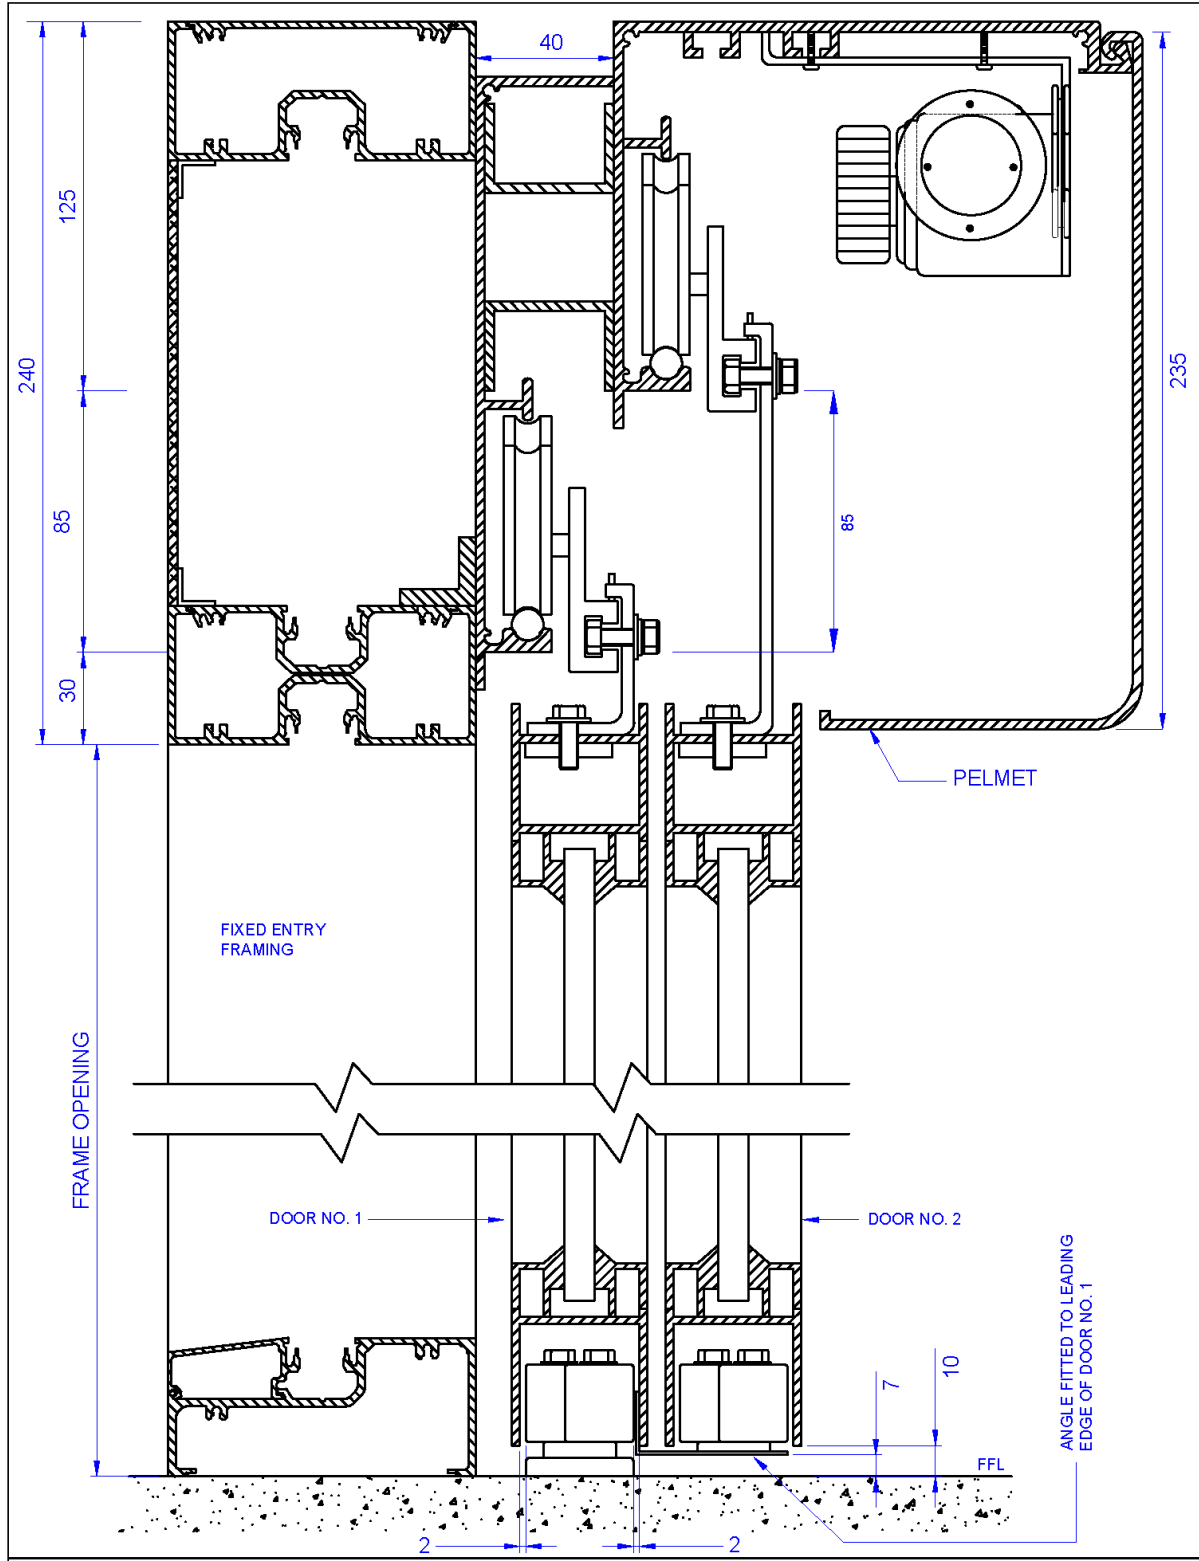 40
125
240
235
85
85
30
PELMET
FIXED ENTRY
FRAMING
FRAME OPENING
DOOR NO. 1
DOOR NO. 2
ANGLE FITTED TO LEADING
EDGE OF DOOR NO. 1
10
7
FFL
2
2